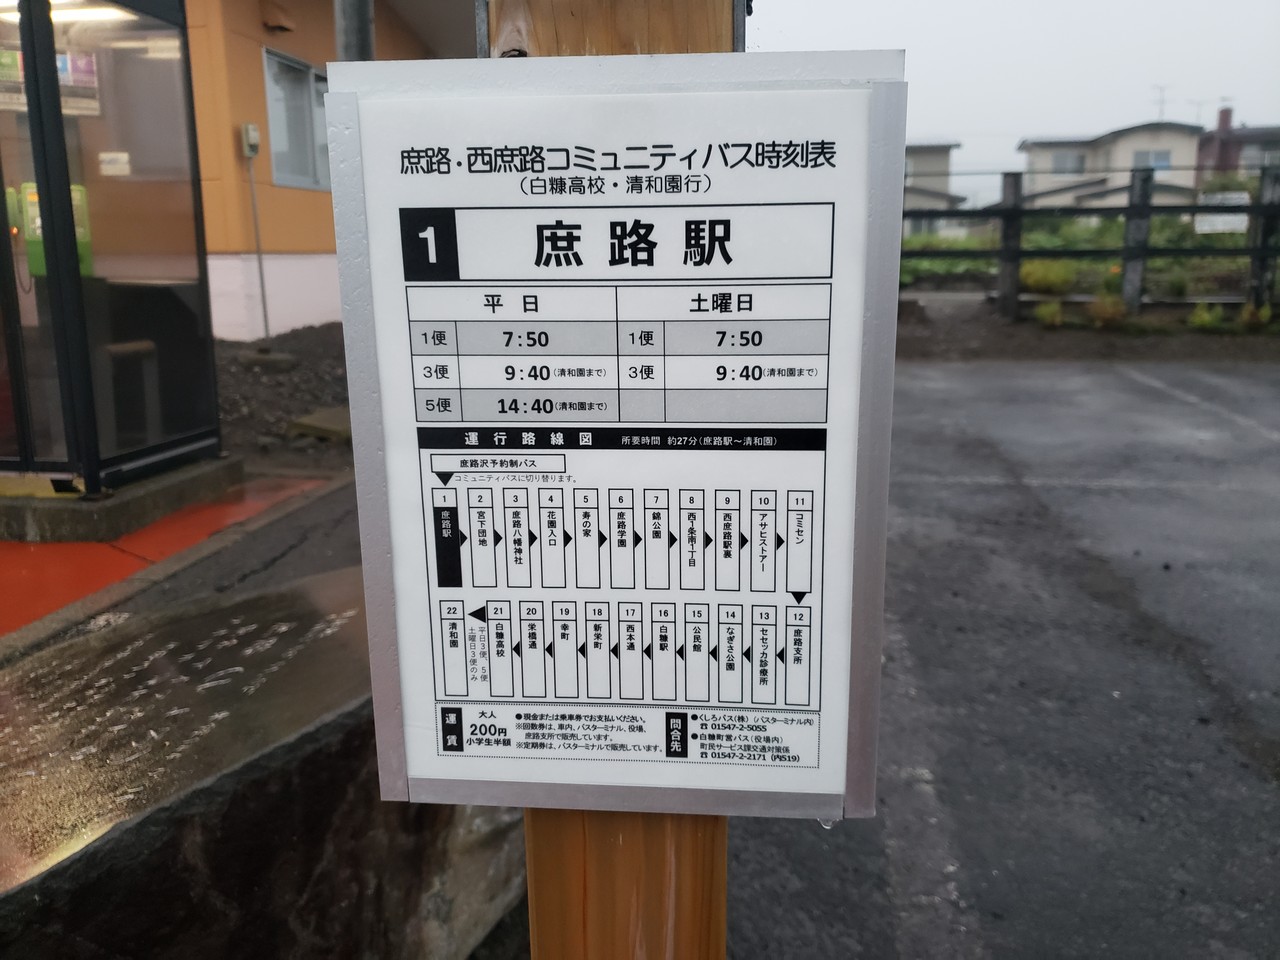 庶路・西庶路コミュニティバス時刻表
（白糠高校・清和園行）
1 庶路駅
平日 土曜日
1便 7:50 1便 7:50
3便 9:40（清和園まで） 3便 9:40（清和園まで）
5便 14:40（清和園まで）
運行路線図 所要時間 約27分（庶路駅～清和園）
庶路沢予約制バス
コミュニティバスに切り替ります。
1 庶路駅
2 宮下団地
3 庶路八幡神社
4 花園入口
5 寿の家
6 庶路学園
7 錦公園
8 西1条南1丁目
9 西庶路駅裏
10 アサヒストアー
11 コミセン
12 庶路支所
13 セセッカ診療所
14 なぎさ公園
15 公民館
16 白糠駅
17 西本通
18 新栄町
19 幸町
20 栄橋通
21 白糠高校
平日3便、5便
土曜日3便のみ
22 清和園
運賃
大人
200円
小学生半額
●現金または乗車券でお支払いください。
※回数券は、車内、バスターミナル、役場、
庶路支所で販売しています。
※定期券は、バスターミナルで販売しています。
問合先
●くしろバス（株）（バスターミナル内）
☎ 01547-2-5055
●白糠町営バス（役場内）
町民サービス課交通対策係
☎ 01547-2-2171（内519）